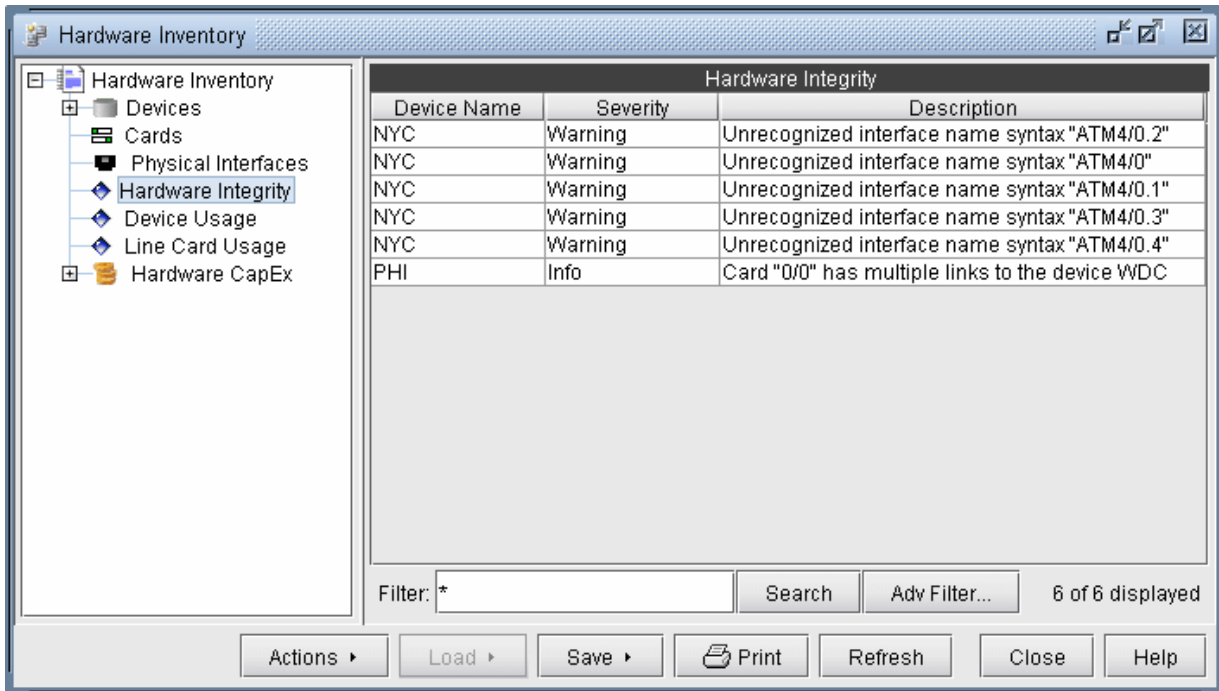 Hardware Inventory
Hardware Inventory
Devices
Cards
Physical Interfaces
Hardware Integrity
Device Usage
Line Card Usage
Hardware CapEx
Hardware Integrity
Device Name Severity Description
NYC Warning Unrecognized interface name syntax "ATM4/0.2"
NYC Warning Unrecognized interface name syntax "ATM4/0"
NYC Warning Unrecognized interface name syntax "ATM4/0.1"
NYC Warning Unrecognized interface name syntax "ATM4/0.3"
NYC Warning Unrecognized interface name syntax "ATM4/0.4"
PHI Info Card "0/0" has multiple links to the device WDC
Filter: * Search Adv Filter... 6 of 6 displayed
Actions Load Save Print Refresh Close Help